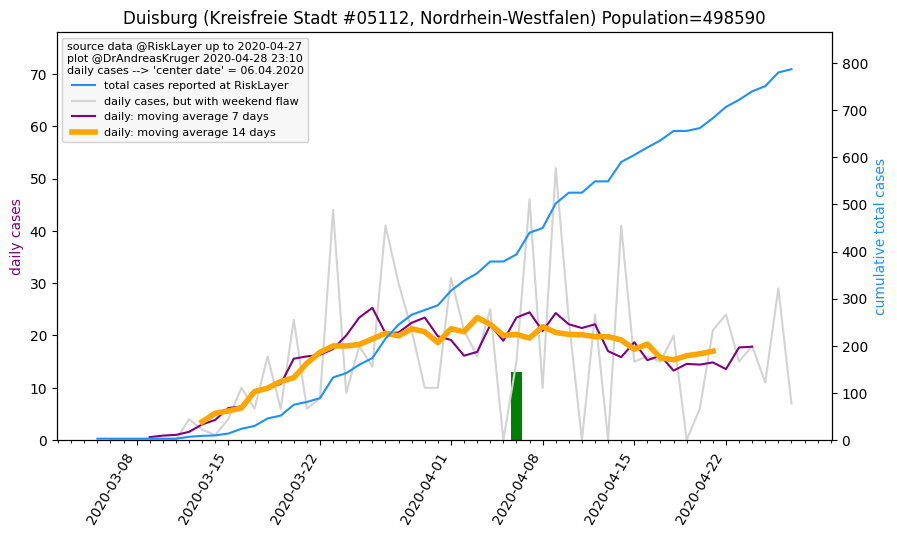 Duisburg (Kreisfreie Stadt #05112, Nordrhein-Westfalen) Population=498590
source data @RiskLayer up to 2020-04-27
plot @DrAndreasKruger 2020-04-28 23:10
daily cases --> 'center date' = 06.04.2020
total cases reported at RiskLayer
daily cases, but with weekend flaw
daily: moving average 7 days
daily: moving average 14 days
daily cases
70
60
50
40
30
20
10
0
cumulative total cases
800
700
600
500
400
300
200
100
0
2020-03-08
2020-03-15
2020-03-22
2020-04-01
2020-04-08
2020-04-15
2020-04-22